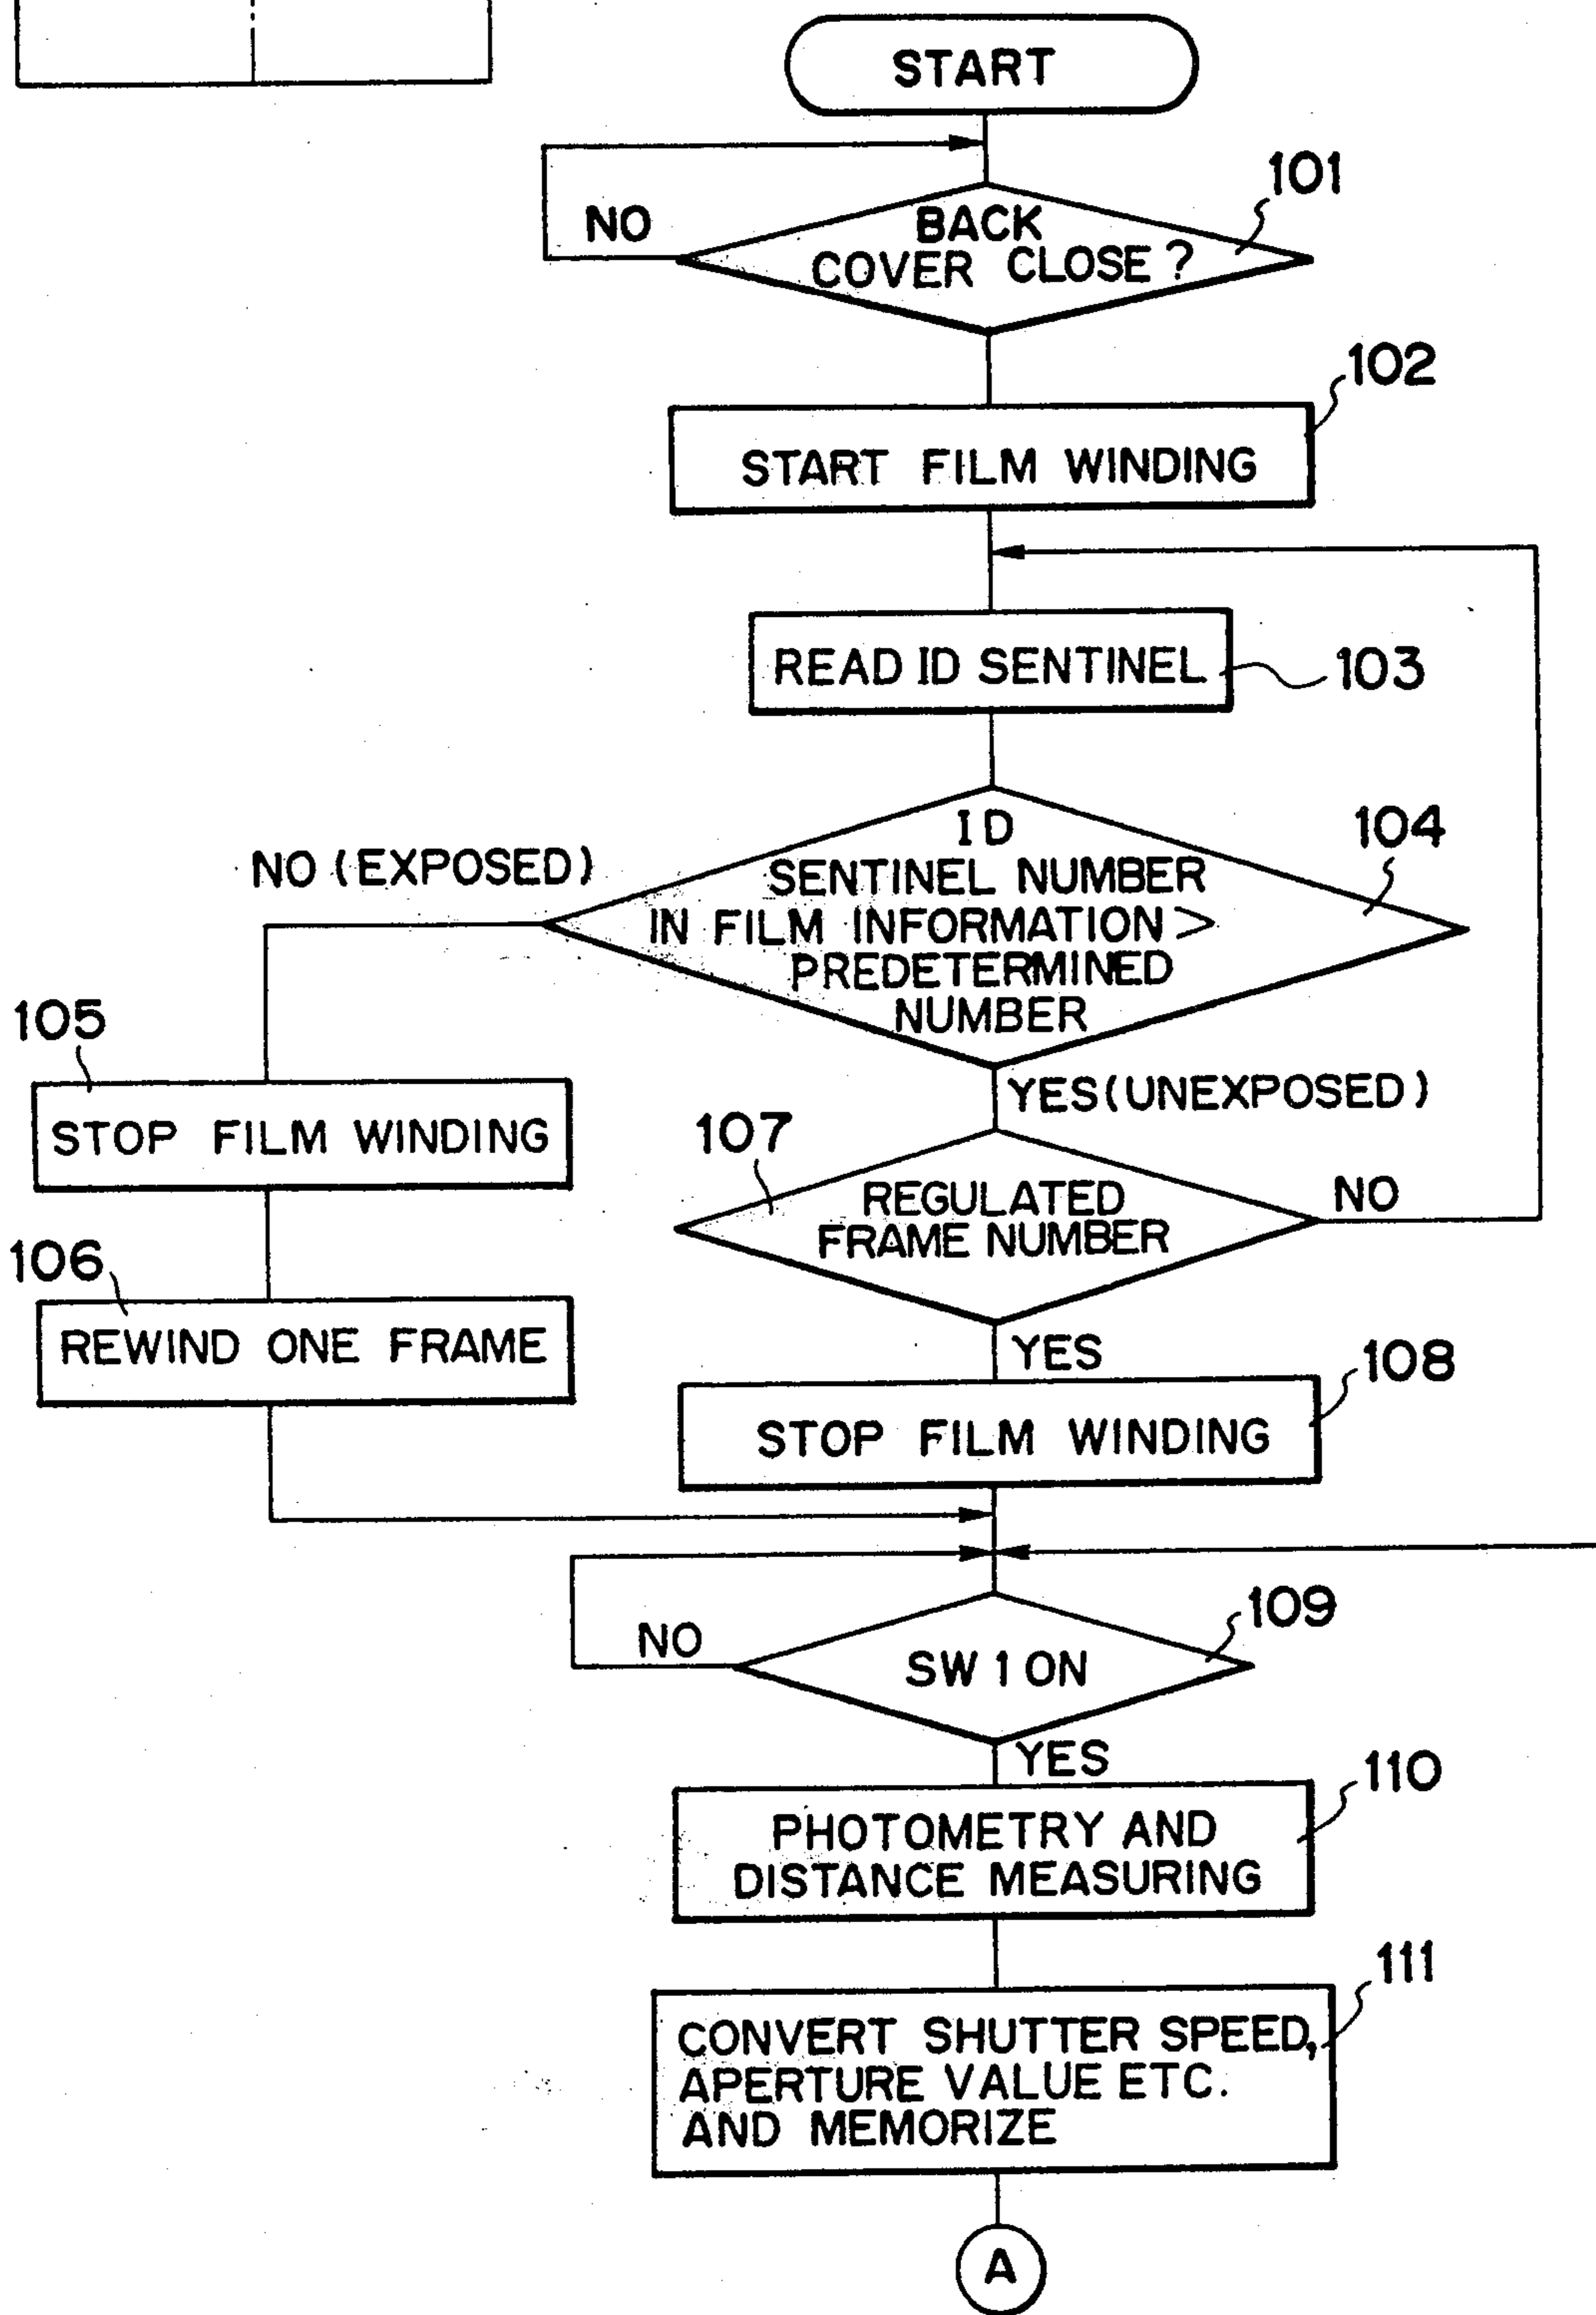 START
101
NO
BACK
COVER CLOSE?
102
START FILM WINDING
READ ID SENTINEL
103
ID
SENTINEL NUMBER
IN FILM INFORMATION >
PREDETERMINED
NUMBER
104
NO (EXPOSED)
105
STOP FILM WINDING
106
REWIND ONE FRAME
YES (UNEXPOSED)
107
REGULATED
FRAME NUMBER
NO
YES
108
STOP FILM WINDING
109
NO
SW 1 ON
YES
110
PHOTOMETRY AND
DISTANCE MEASURING
111
CONVERT SHUTTER SPEED,
APERTURE VALUE ETC.
AND MEMORIZE
A